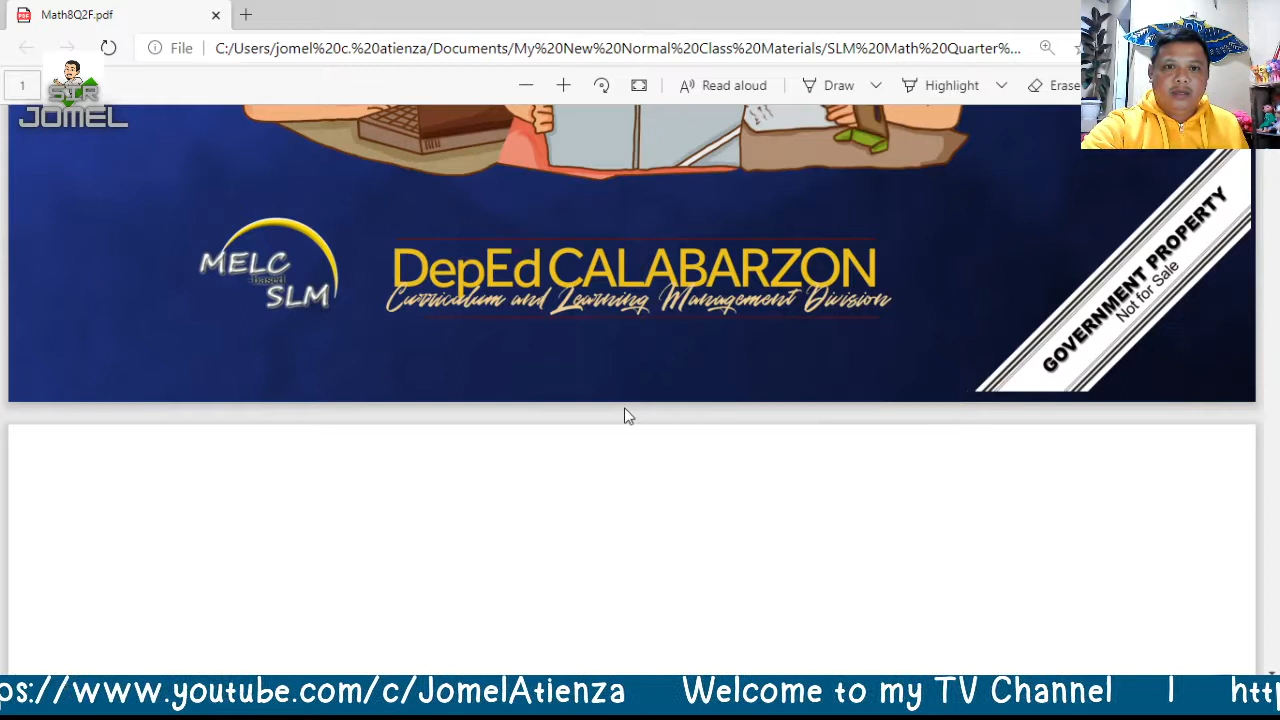 Math8Q2F.pdf
File
C:/Users/jomel%20c.%20atienza/Documents/My%20New%20Normal%20Class%20Materials/SLM%20Math%20Quarter%...
1
Read aloud
Draw
Highlight
Erase
SIR
JOMEL
MELC
-based
SLM
DepEd CALABARZON
Curriculum and Learning Management Division
GOVERNMENT PROPERTY
Not for Sale
ps://www.youtube.com/c/JomelAtienza Welcome to my TV Channel | htt